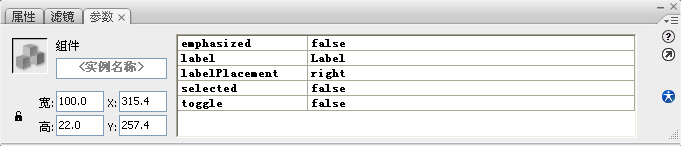 属性 滤镜 参数
组件
<实例名称>
宽: 100.0 X: 315.4
高: 22.0 Y: 257.4
emphasized false
label Label
labelPlacement right
selected false
toggle false